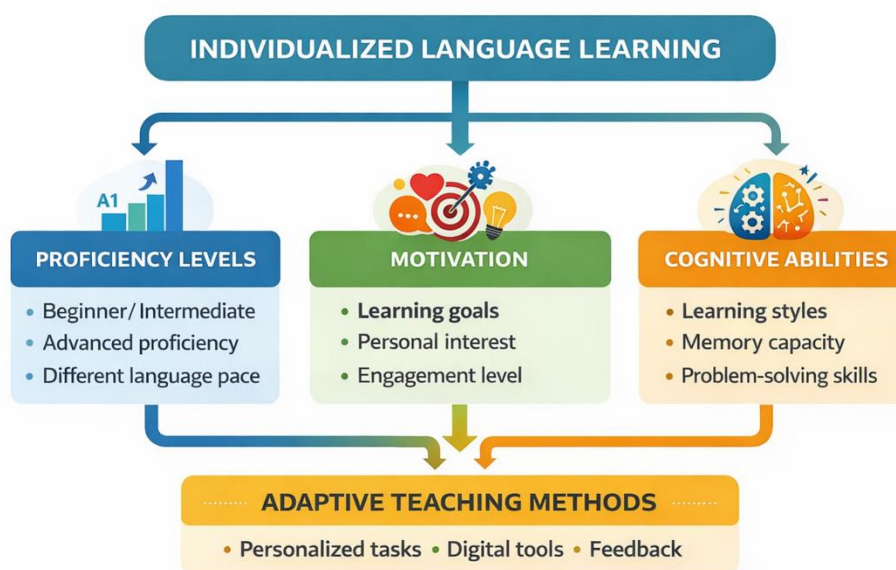 INDIVIDUALIZED LANGUAGE LEARNING
A1
PROFICIENCY LEVELS
• Beginner/Intermediate
• Advanced proficiency
• Different language pace
MOTIVATION
• Learning goals
• Personal interest
• Engagement level
COGNITIVE ABILITIES
• Learning styles
• Memory capacity
• Problem-solving skills
ADAPTIVE TEACHING METHODS
• Personalized tasks • Digital tools • Feedback